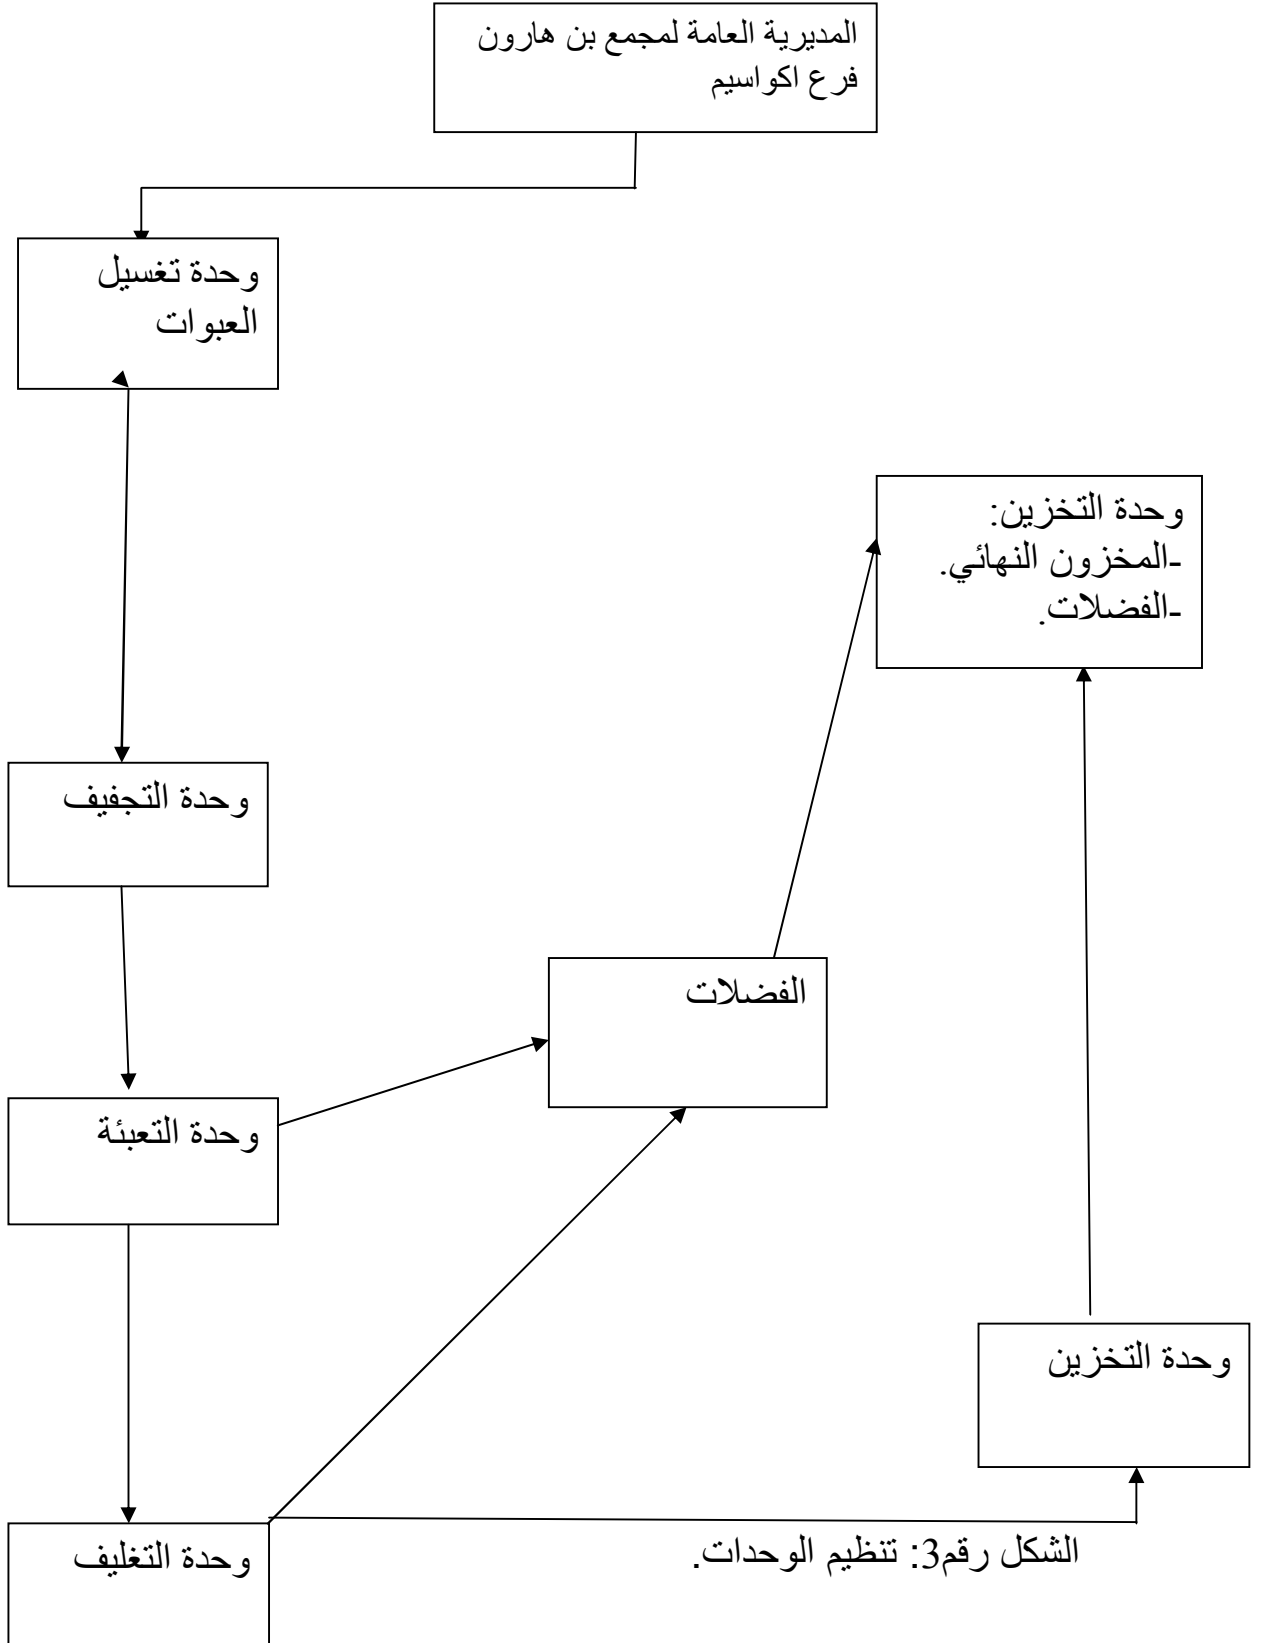 المديرية العامة لمجمع بن هارون
فرع اكواسيم
وحدة تغسيل
العبوات
وحدة التخزين:
-المخزون النهائي.
-الفضلات.
وحدة التجفيف
الفضلات
وحدة التعبئة
وحدة التخزين
وحدة التغليف
الشكل رقم3: تنظيم الوحدات.